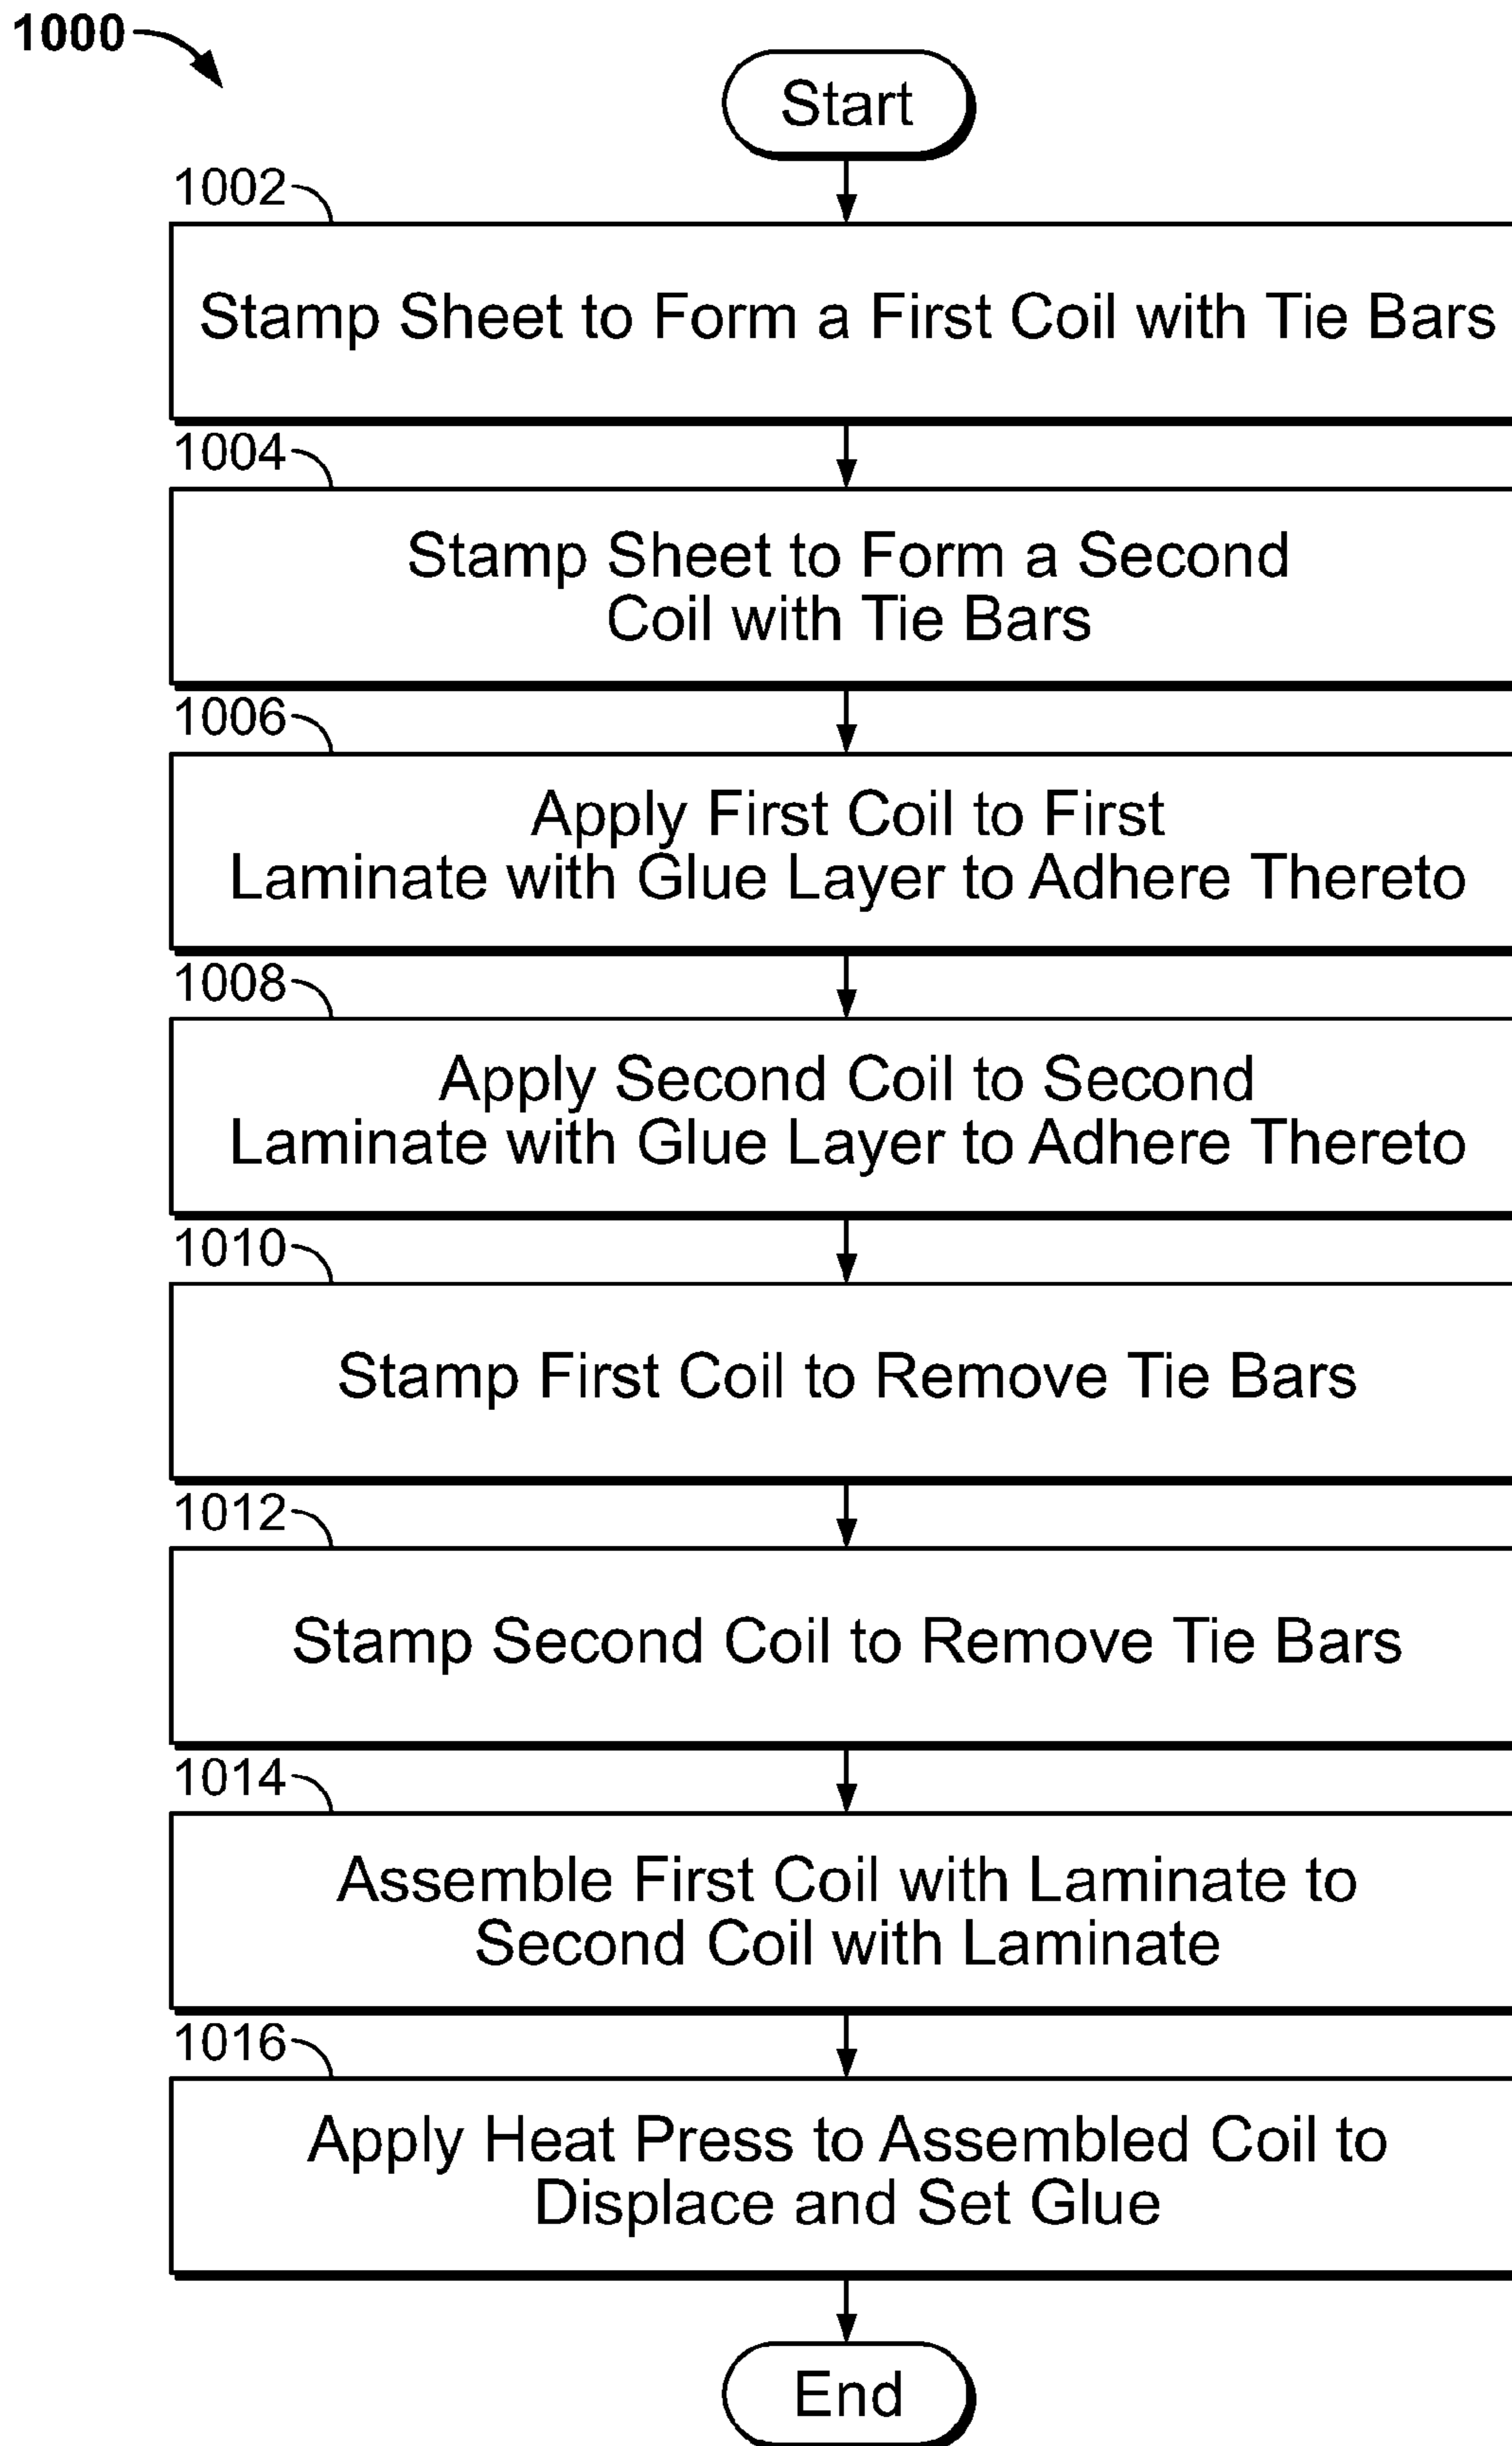 1000
Start
1002
Stamp Sheet to Form a First Coil with Tie Bars
1004
Stamp Sheet to Form a Second
Coil with Tie Bars
1006
Apply First Coil to First
Laminate with Glue Layer to Adhere Thereto
1008
Apply Second Coil to Second
Laminate with Glue Layer to Adhere Thereto
1010
Stamp First Coil to Remove Tie Bars
1012
Stamp Second Coil to Remove Tie Bars
1014
Assemble First Coil with Laminate to
Second Coil with Laminate
1016
Apply Heat Press to Assembled Coil to
Displace and Set Glue
End